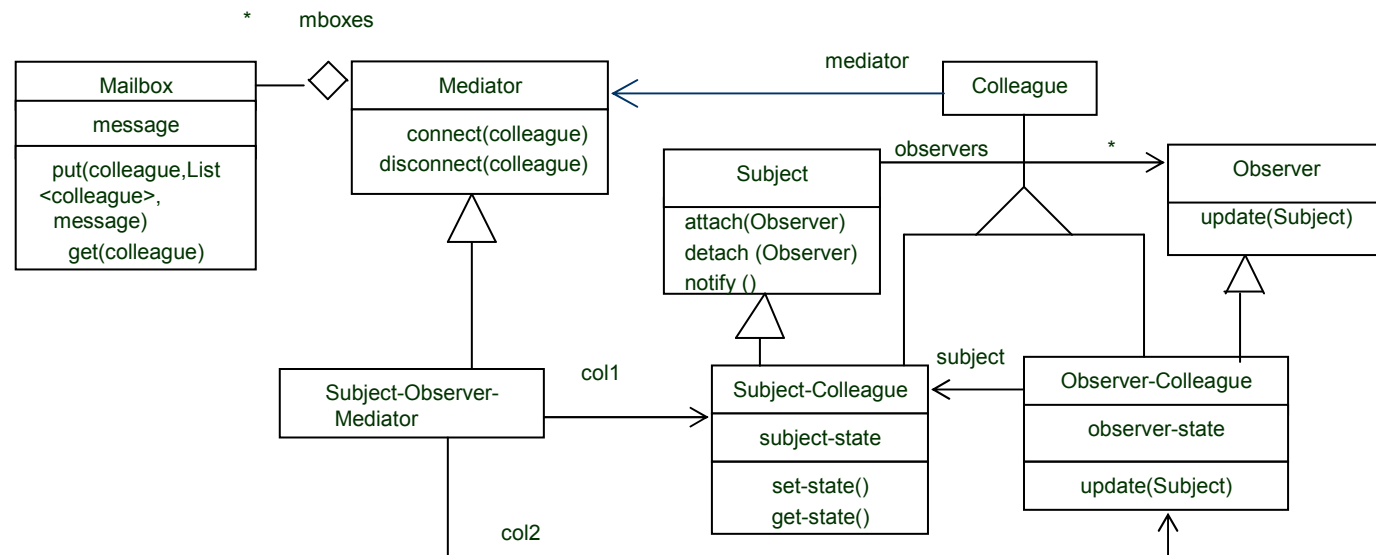 * mboxes
Mailbox
message
put(colleague,List
<colleague>,
message)
get(colleague)
Mediator
connect(colleague)
disconnect(colleague)
mediator
Colleague
Subject
attach(Observer)
detach (Observer)
notify ()
observers *
Observer
update(Subject)
Subject-Observer-
Mediator
col1
col2
Subject-Colleague
subject-state
set-state()
get-state()
subject
Observer-Colleague
observer-state
update(Subject)